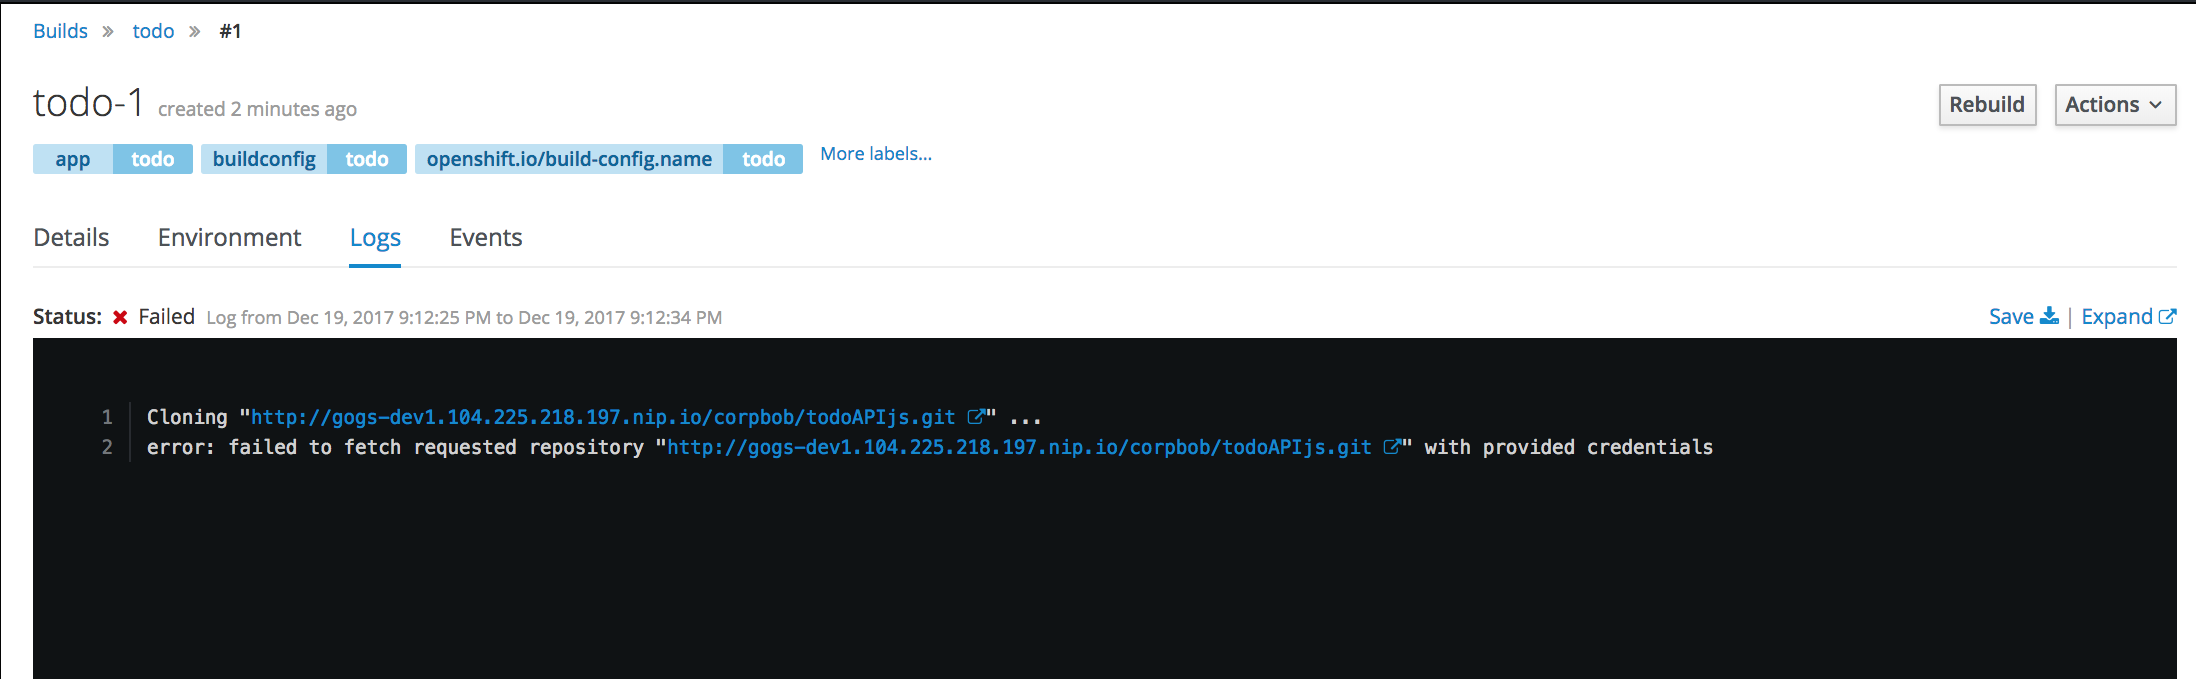 Builds » todo » #1
todo-1 created 2 minutes ago
Rebuild Actions
app todo buildconfig todo openshift.io/build-config.name todo More labels...
Details Environment Logs Events
Status: Failed Log from Dec 19, 2017 9:12:25 PM to Dec 19, 2017 9:12:34 PM
Save | Expand
1 Cloning "http://gogs-dev1.104.225.218.197.nip.io/corpbob/todoAPIjs.git" ...
2 error: failed to fetch requested repository "http://gogs-dev1.104.225.218.197.nip.io/corpbob/todoAPIjs.git" with provided credentials